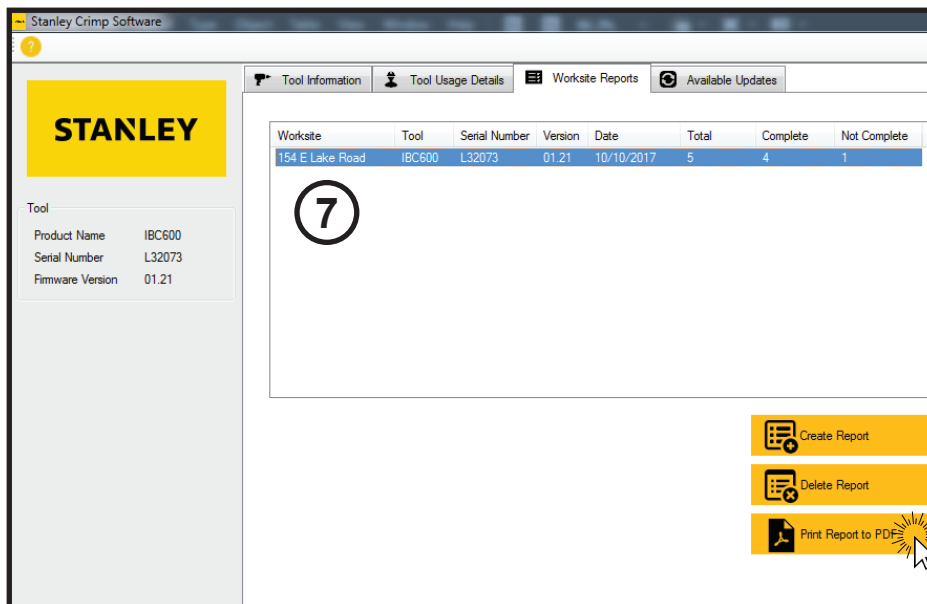 Stanley Crimp Software
?
Tool Information Tool Usage Details Worksite Reports Available Updates
STANLEY
Worksite Tool Serial Number Version Date Total Complete Not Complete
154 E Lake Road IBC600 L32073 01.21 10/10/2017 5 4 1
7
Tool
Product Name IBC600
Serial Number L32073
Firmware Version 01.21
Create Report
Delete Report
Print Report to PDF